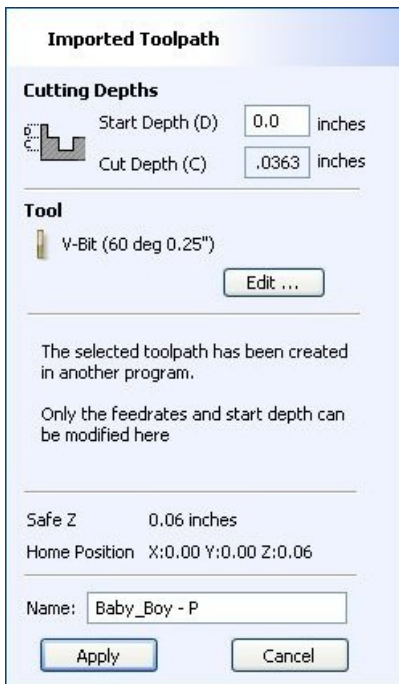 Imported Toolpath
Cutting Depths
D
C
Start Depth (D) 0.0 inches
Cut Depth (C) .0363 inches
Tool
V-Bit (60 deg 0.25")
Edit ...
The selected toolpath has been created
in another program.
Only the feedrates and start depth can
be modified here
Safe Z 0.06 inches
Home Position X:0.00 Y:0.00 Z:0.06
Name: Baby_Boy - P
Apply Cancel